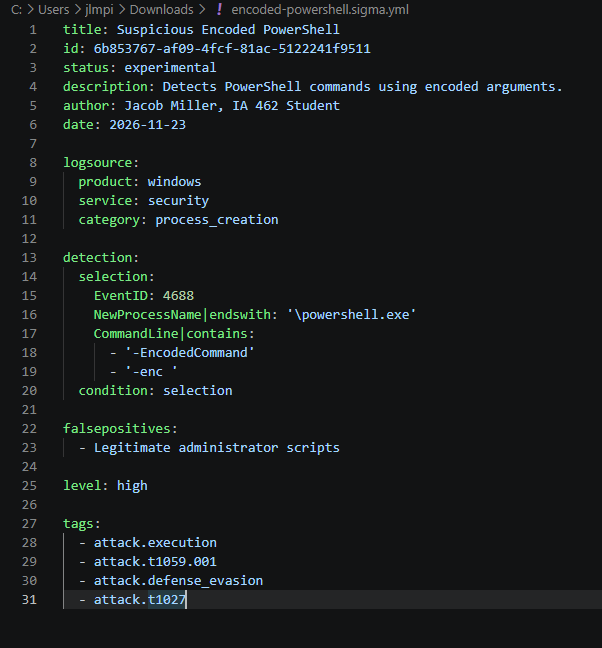 C: > Users > jlmpi > Downloads > ! encoded-powershell.sigma.yml
1 title: Suspicious Encoded PowerShell
2 id: 6b853767-af09-4fcf-81ac-5122241f9511
3 status: experimental
4 description: Detects PowerShell commands using encoded arguments.
5 author: Jacob Miller, IA 462 Student
6 date: 2026-11-23
7
8 logsource:
9   product: windows
10   service: security
11   category: process_creation
12
13 detection:
14   selection:
15     EventID: 4688
16     NewProcessName|endswith: '\powershell.exe'
17     CommandLine|contains:
18       - '-EncodedCommand'
19       - '-enc '
20   condition: selection
21
22 falsepositives:
23   - Legitimate administrator scripts
24
25 level: high
26
27 tags:
28   - attack.execution
29   - attack.t1059.001
30   - attack.defense_evasion
31   - attack.t1027